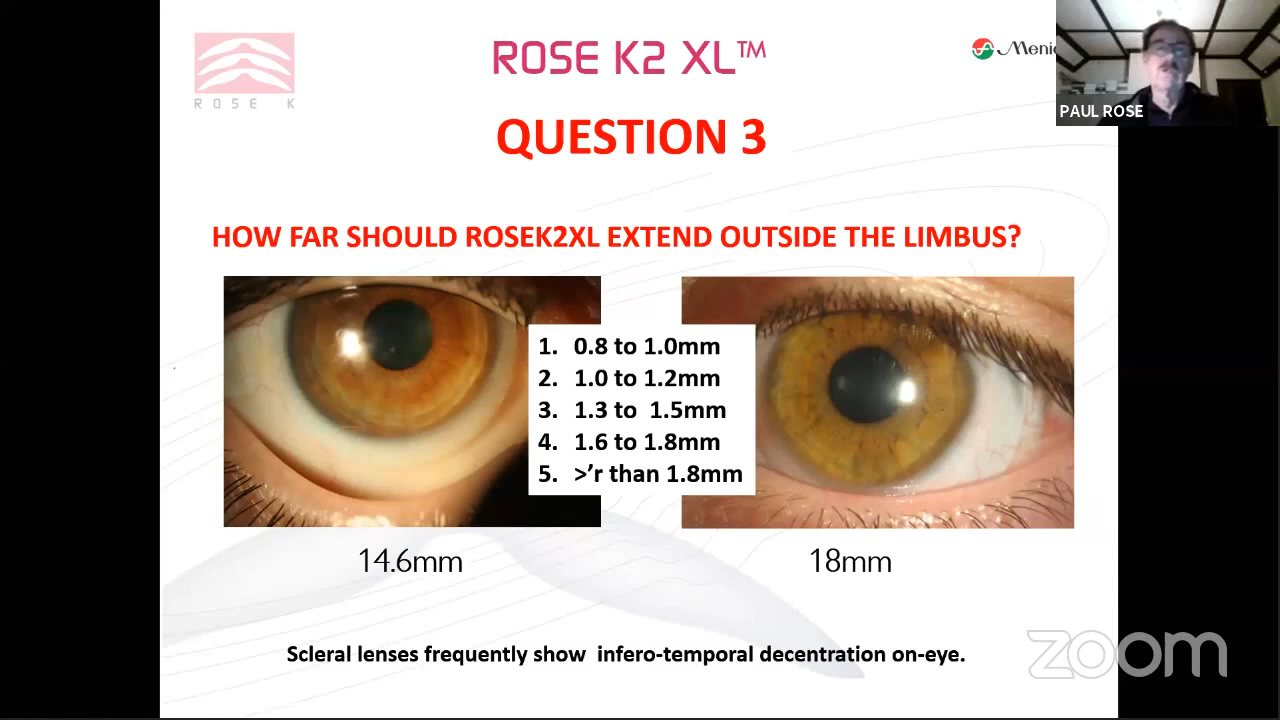 ROSE K2 XL™
Meni
ROSE K
PAUL ROSE
QUESTION 3
HOW FAR SHOULD ROSEK2XL EXTEND OUTSIDE THE LIMBUS?
1. 0.8 to 1.0mm
2. 1.0 to 1.2mm
3. 1.3 to 1.5mm
4. 1.6 to 1.8mm
5. >’r than 1.8mm
14.6mm
18mm
Scleral lenses frequently show infero-temporal decentration on-eye.
zoom